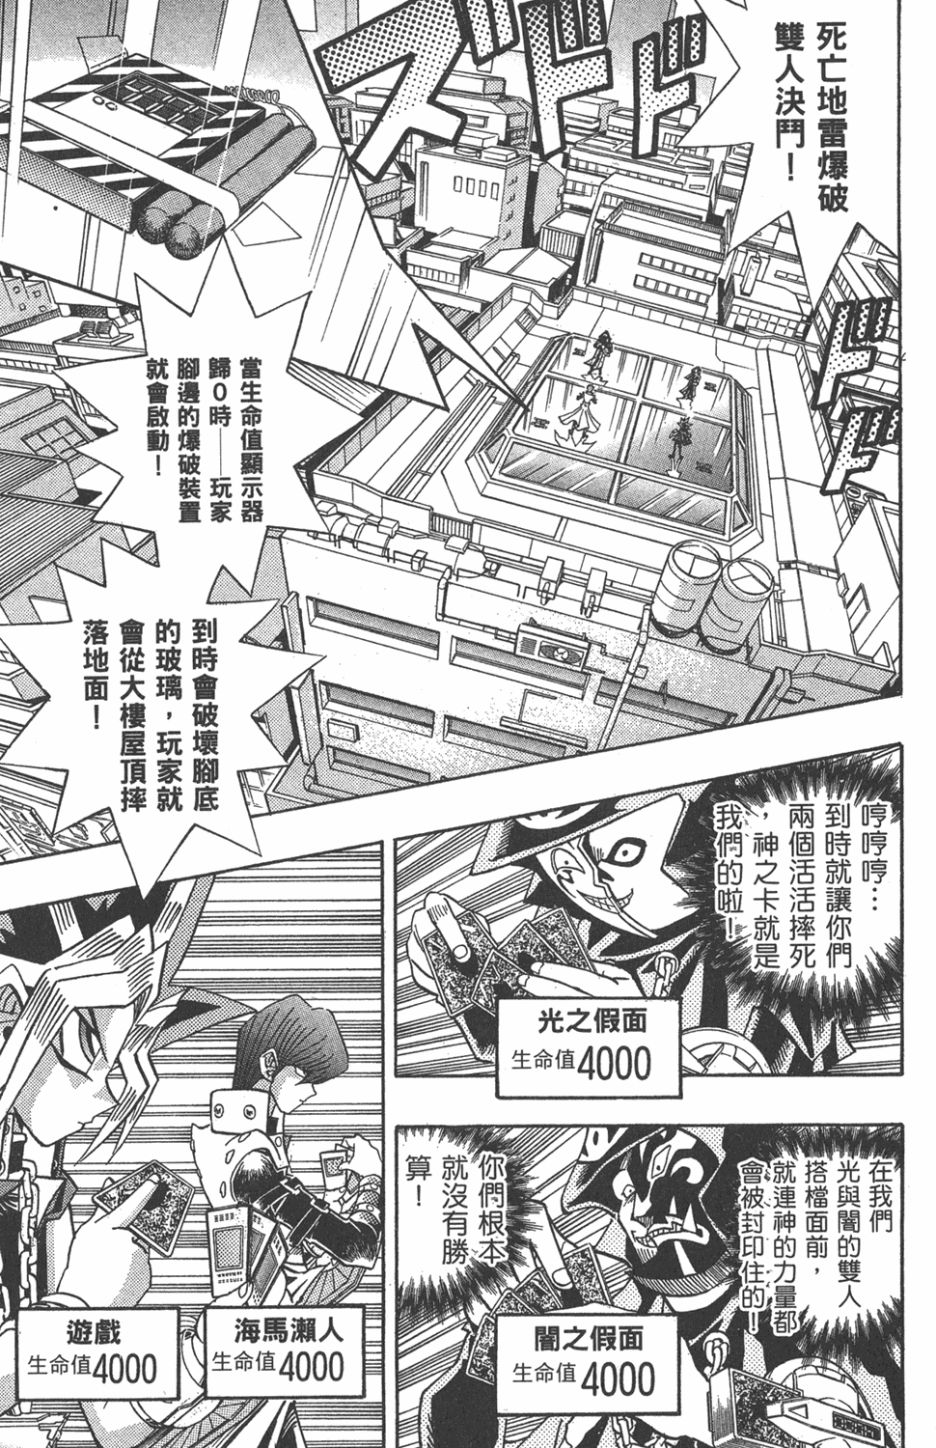 死亡地雷爆破
雙人決鬥！
ズドド
ドド
當生命值顯示器
歸0時──玩家
腳邊的爆破裝置
就會啟動！
到時會破壞腳底
的玻璃，玩家就
會從大樓屋頂摔
落地面！
哼哼哼…
到時就讓你們
兩個活活摔死
，神之卡就是
我們的啦！
光之假面
生命值4000
在我們
光與闇的雙人
搭檔面前，
就連神的力量都
會被封印住的！
你們根本
就沒有勝
算！
闇之假面
生命值4000
海馬瀨人
生命值4000
遊戲
生命值4000